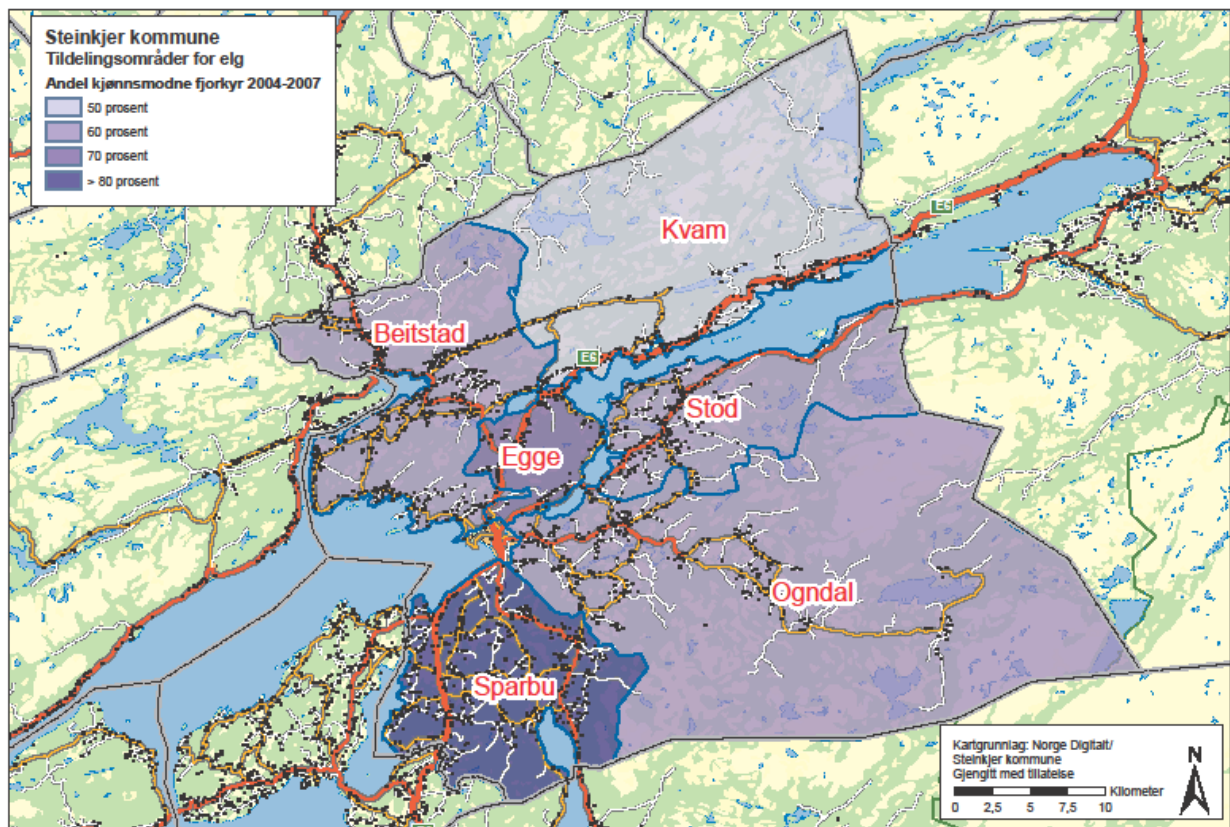 Steinkjer kommune
Tildelingsområder for elg
Andel kjønnsmodne fjorkyr 2004-2007
50 prosent
60 prosent
70 prosent
> 80 prosent
Kvam
E6
Beitstad
E6
Stod
Egge
Ogndal
Sparbu
Kartgrunnlag: Norge Digitalt/
Steinkjer kommune
Gjengitt med tillatelse
N
Kilometer
0 2,5 5 7,5 10